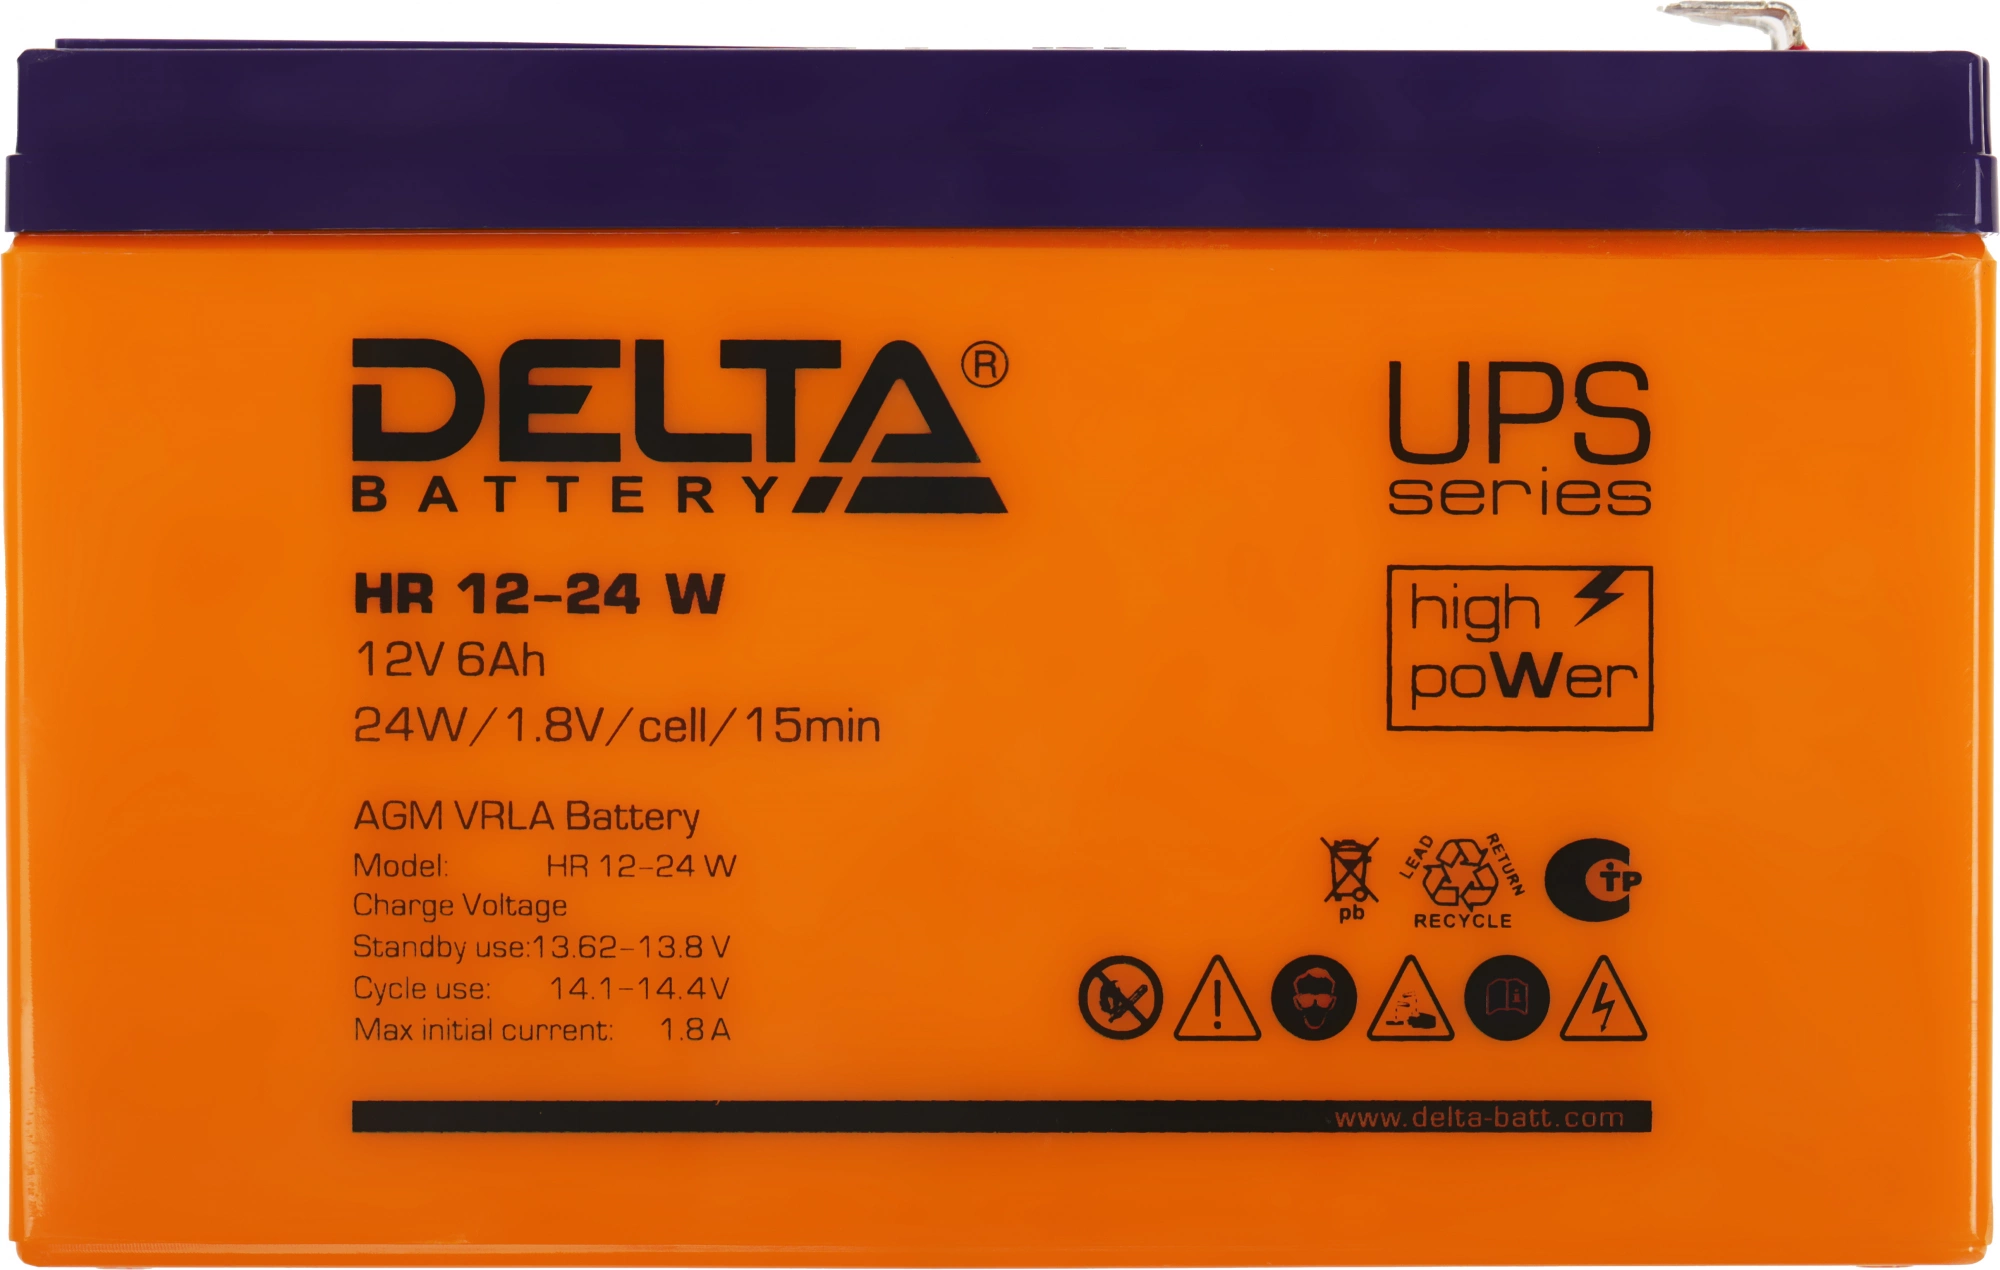 DELTA®
BATTERY
UPS
series
HR 12-24 W
12V 6Ah
24W/1.8V/cell/15min
high
poWer
AGM VRLA Battery
Model: HR 12-24 W
Charge Voltage
Standby use:13.62-13.8 V
Cycle use: 14.1-14.4V
Max initial current: 1.8 A
pb
LEAD RETURN
RECYCLE
CTP
www.delta-batt.com